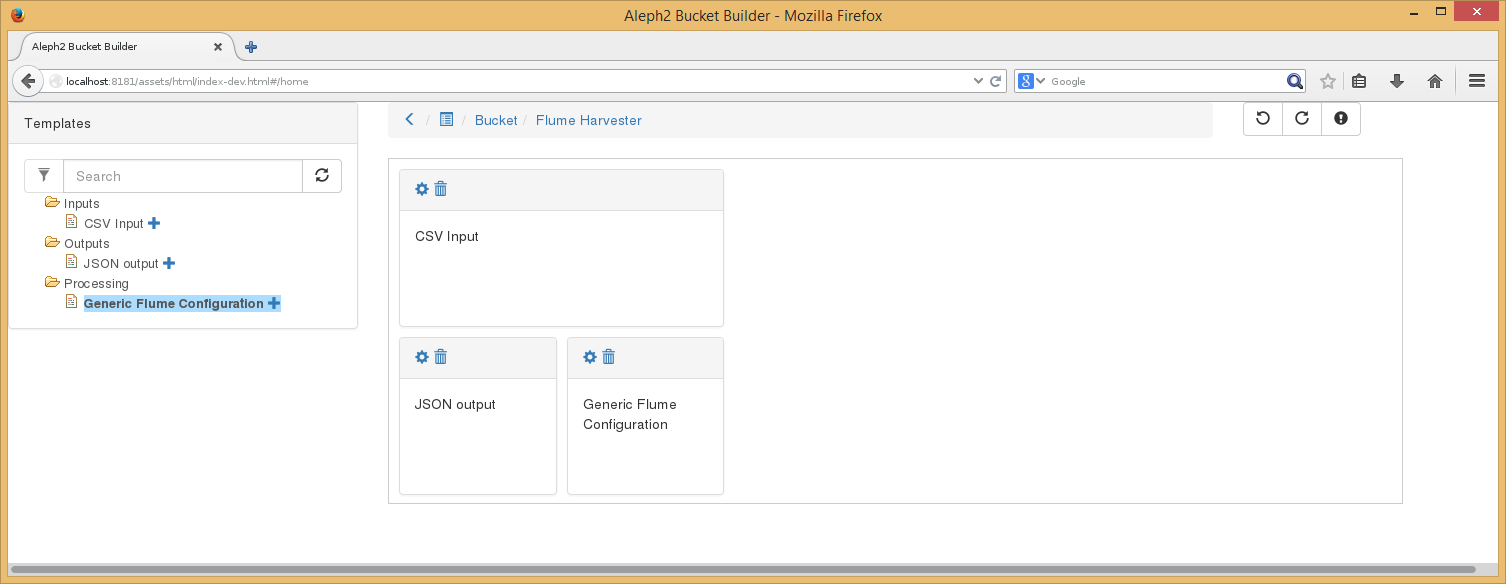 Aleph2 Bucket Builder - Mozilla Firefox
Aleph2 Bucket Builder
localhost:8181/assets/html/index-dev.html#/home
Google
Templates
Search
Inputs
CSV Input
Outputs
JSON output
Processing
Generic Flume Configuration
/ / Bucket / Flume Harvester
CSV Input
JSON output
Generic Flume
Configuration